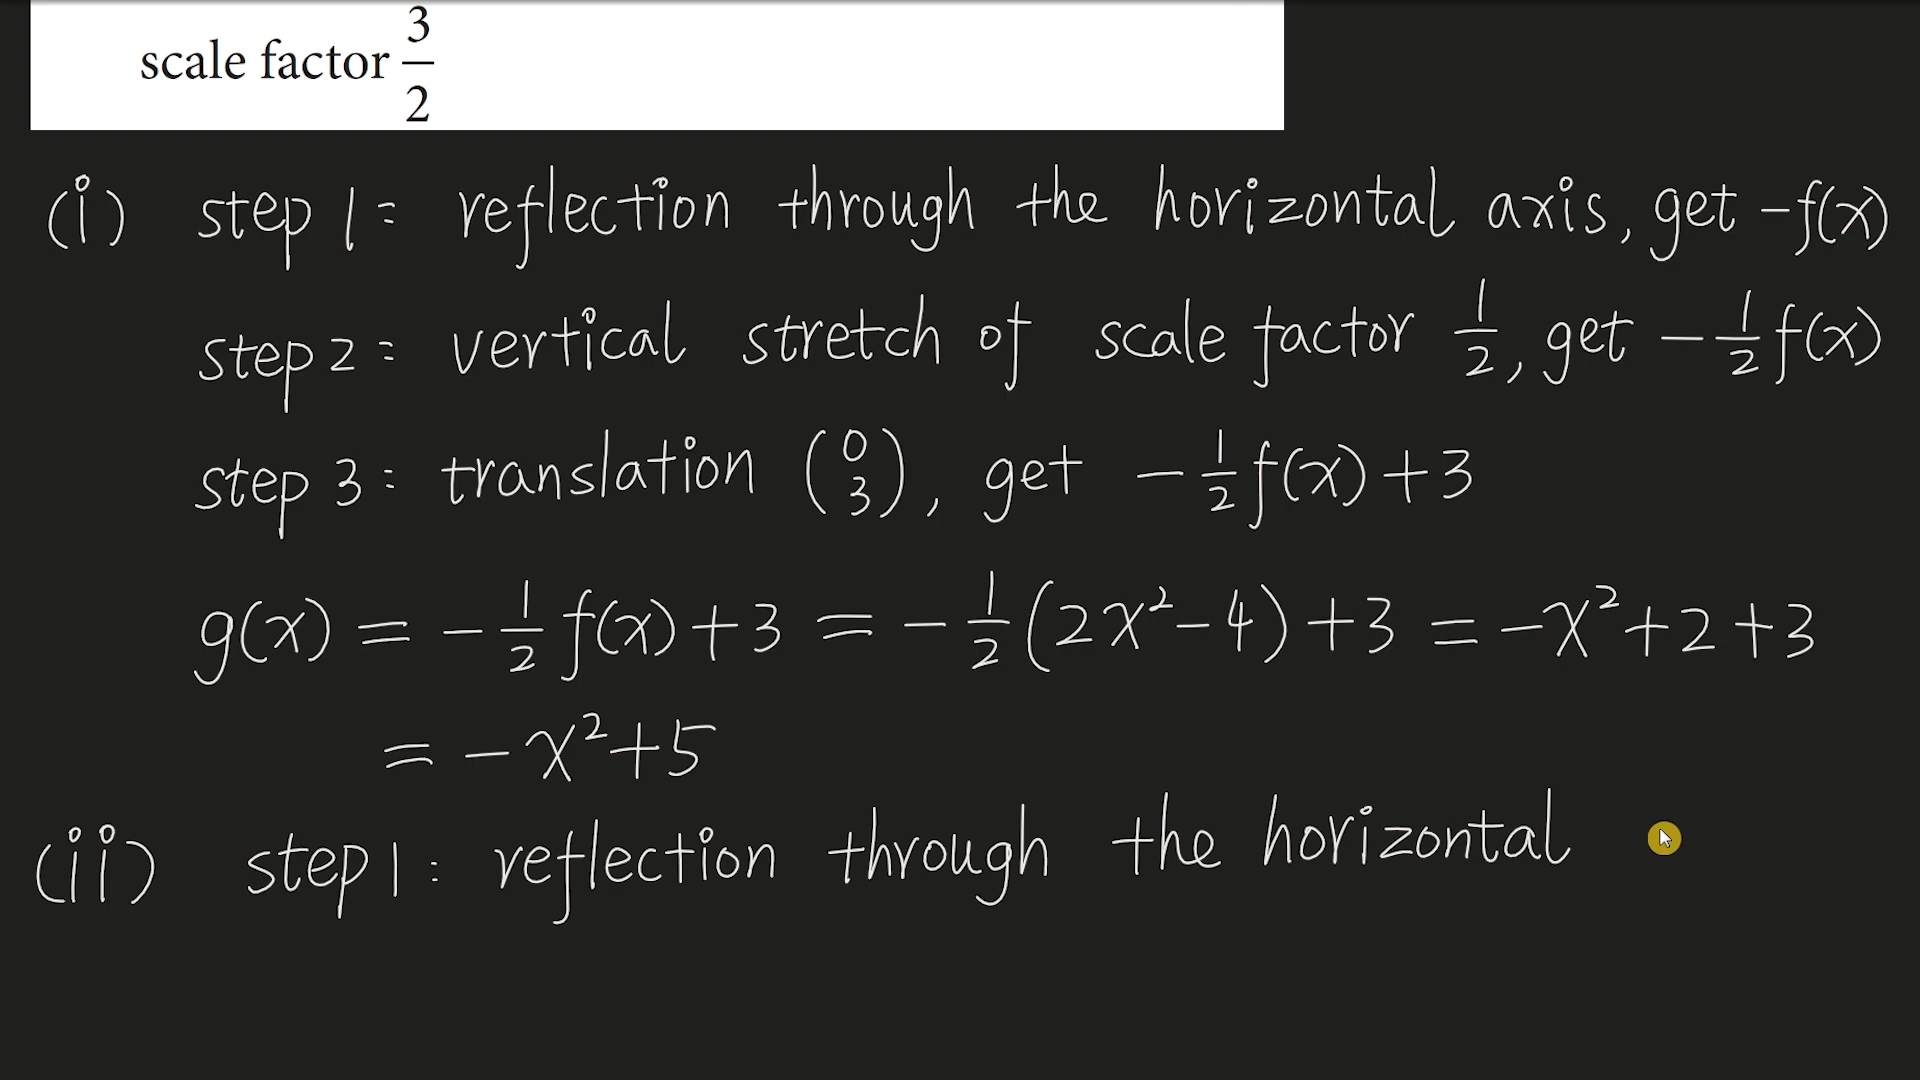 scale factor 3/2
(i) step 1: reflection through the horizontal axis, get -f(x)
step 2: vertical stretch of scale factor 1/2, get -1/2 f(x)
step 3: translation (0 3), get -1/2 f(x)+3
g(x) = -1/2 f(x)+3 = -1/2(2x²-4)+3 = -x²+2+3
= -x²+5
(ii) step 1: reflection through the horizontal